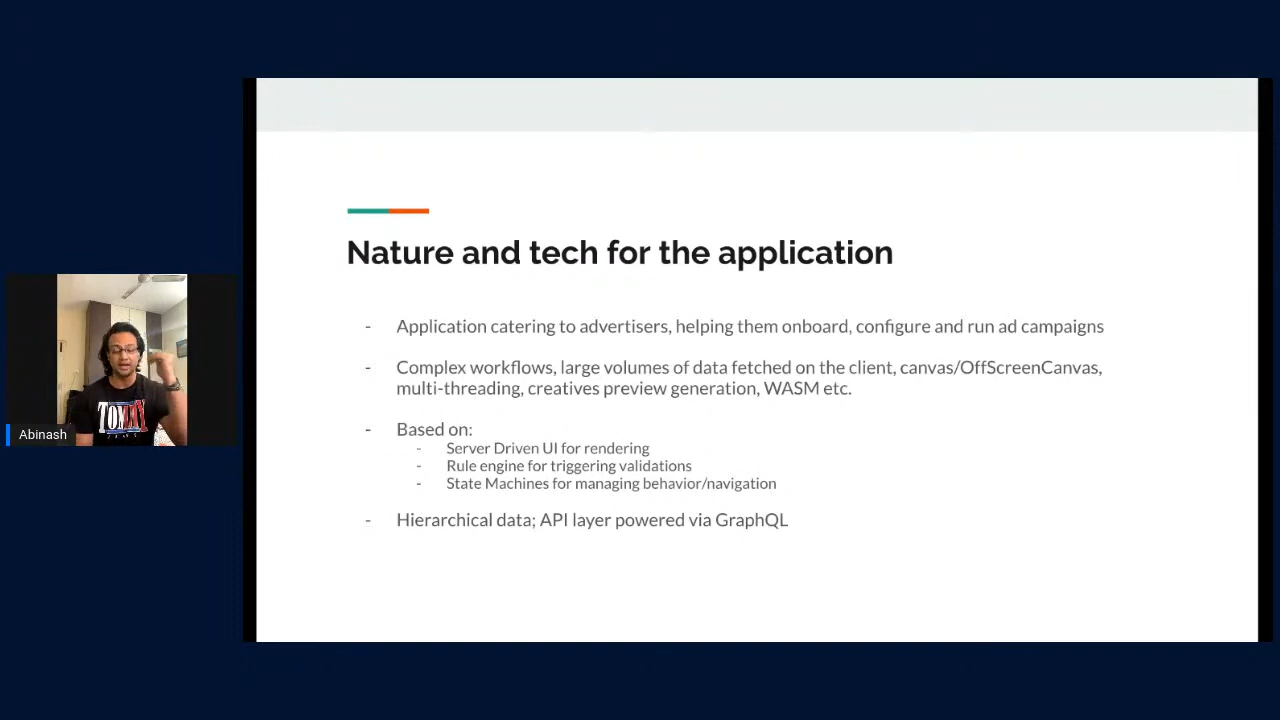 Nature and tech for the application
- Application catering to advertisers, helping them onboard, configure and run ad campaigns
- Complex workflows, large volumes of data fetched on the client, canvas/OffScreenCanvas,
multi-threading, creatives preview generation, WASM etc.
- Based on:
- Server Driven UI for rendering
- Rule engine for triggering validations
- State Machines for managing behavior/navigation
- Hierarchical data; API layer powered via GraphQL
TOMMY
Abinash